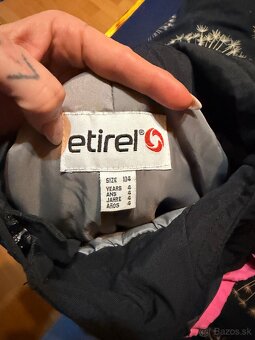 etirel®
SIZE 104
YEARS 4
ANS 4
JAHRE 4
AÑOS 4
Bazos.sk